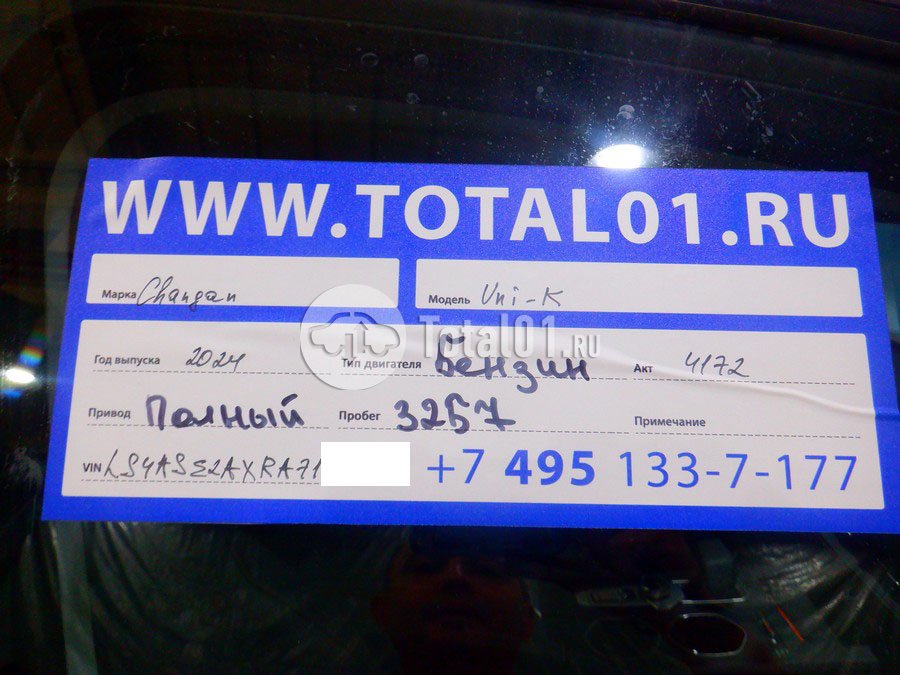 WWW.TOTAL01.RU
Марка Changan Модель Uni-K
Total01.RU
Год выпуска 2024 Тип двигателя Бензин Акт 4172
Привод Полный Пробег 3257 Примечание
VIN LS4ASE2AXRA71 +7 495 133-7-177